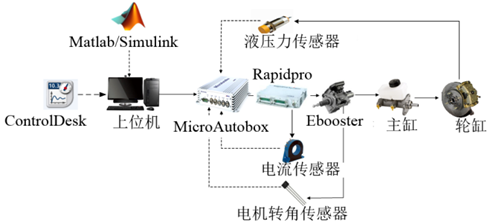 Matlab/Simulink
液压力传感器
Rapidpro
ControlDesk
上位机
MicroAutobox
Ebooster
主缸
轮缸
电流传感器
电机转角传感器